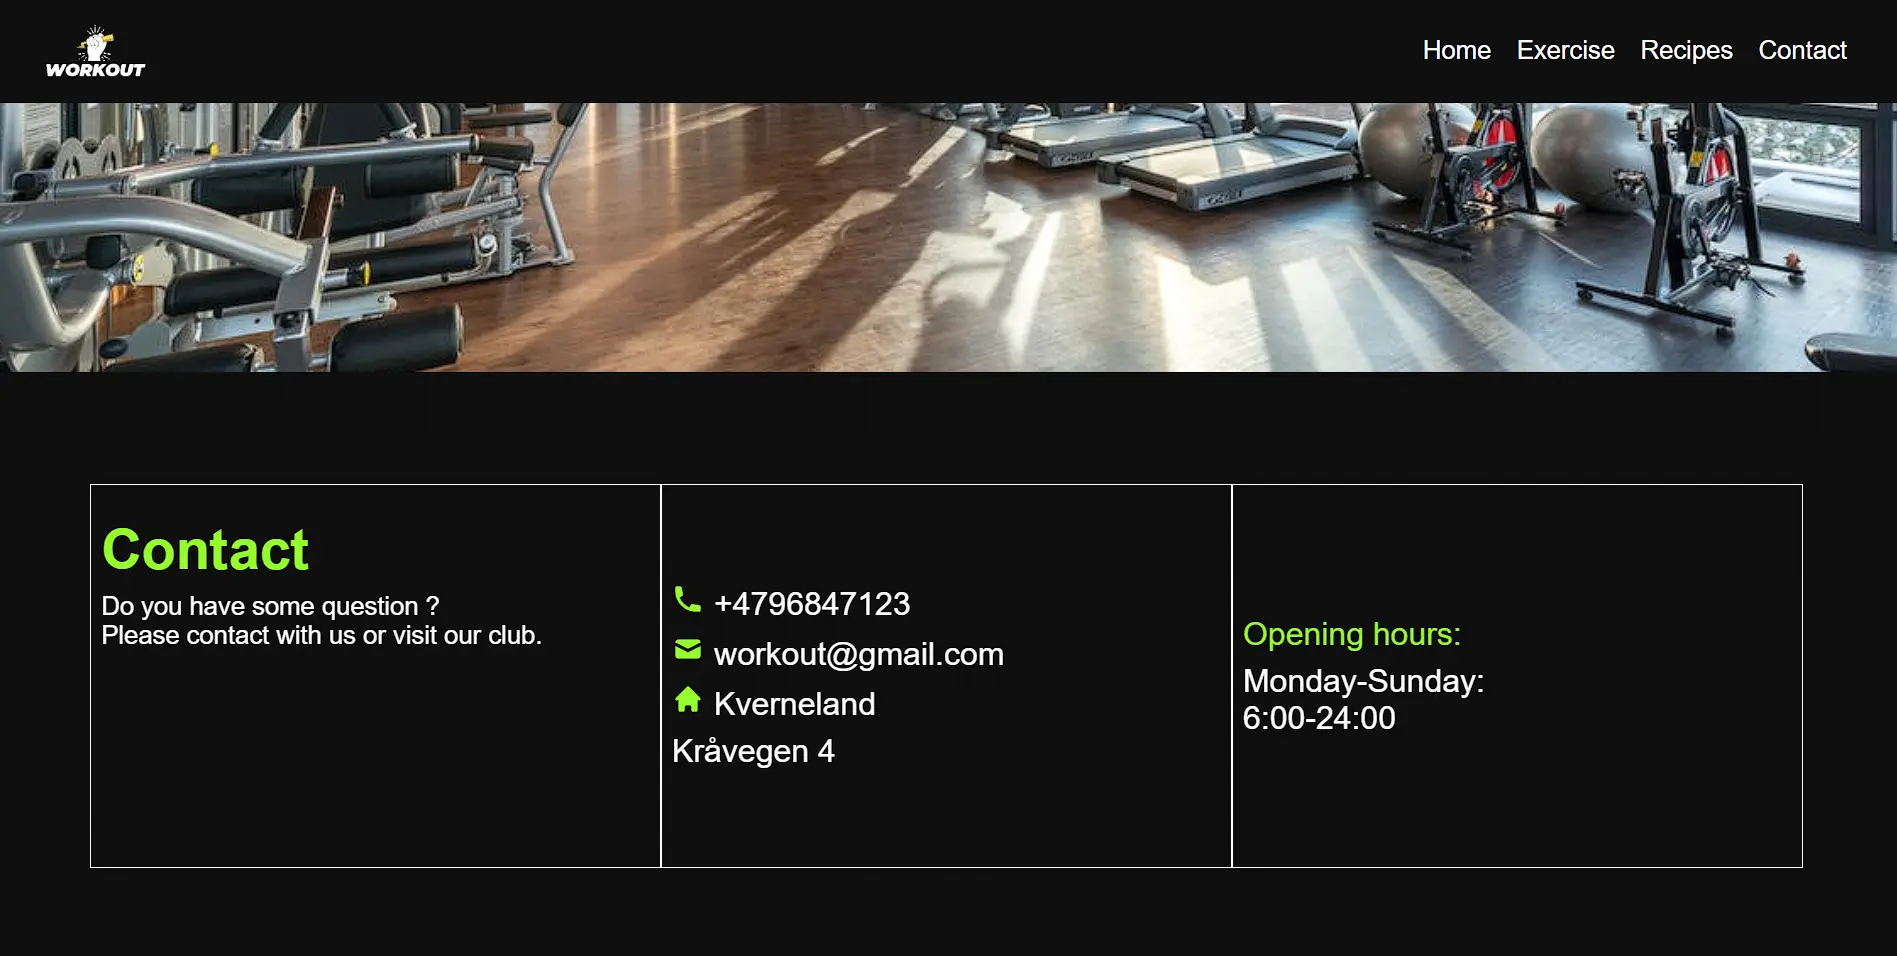 WORKOUT
Home Exercise Recipes Contact
Contact
Do you have some question ?
Please contact with us or visit our club.
+4796847123
workout@gmail.com
Kverneland
Kråvegen 4
Opening hours:
Monday-Sunday:
6:00-24:00